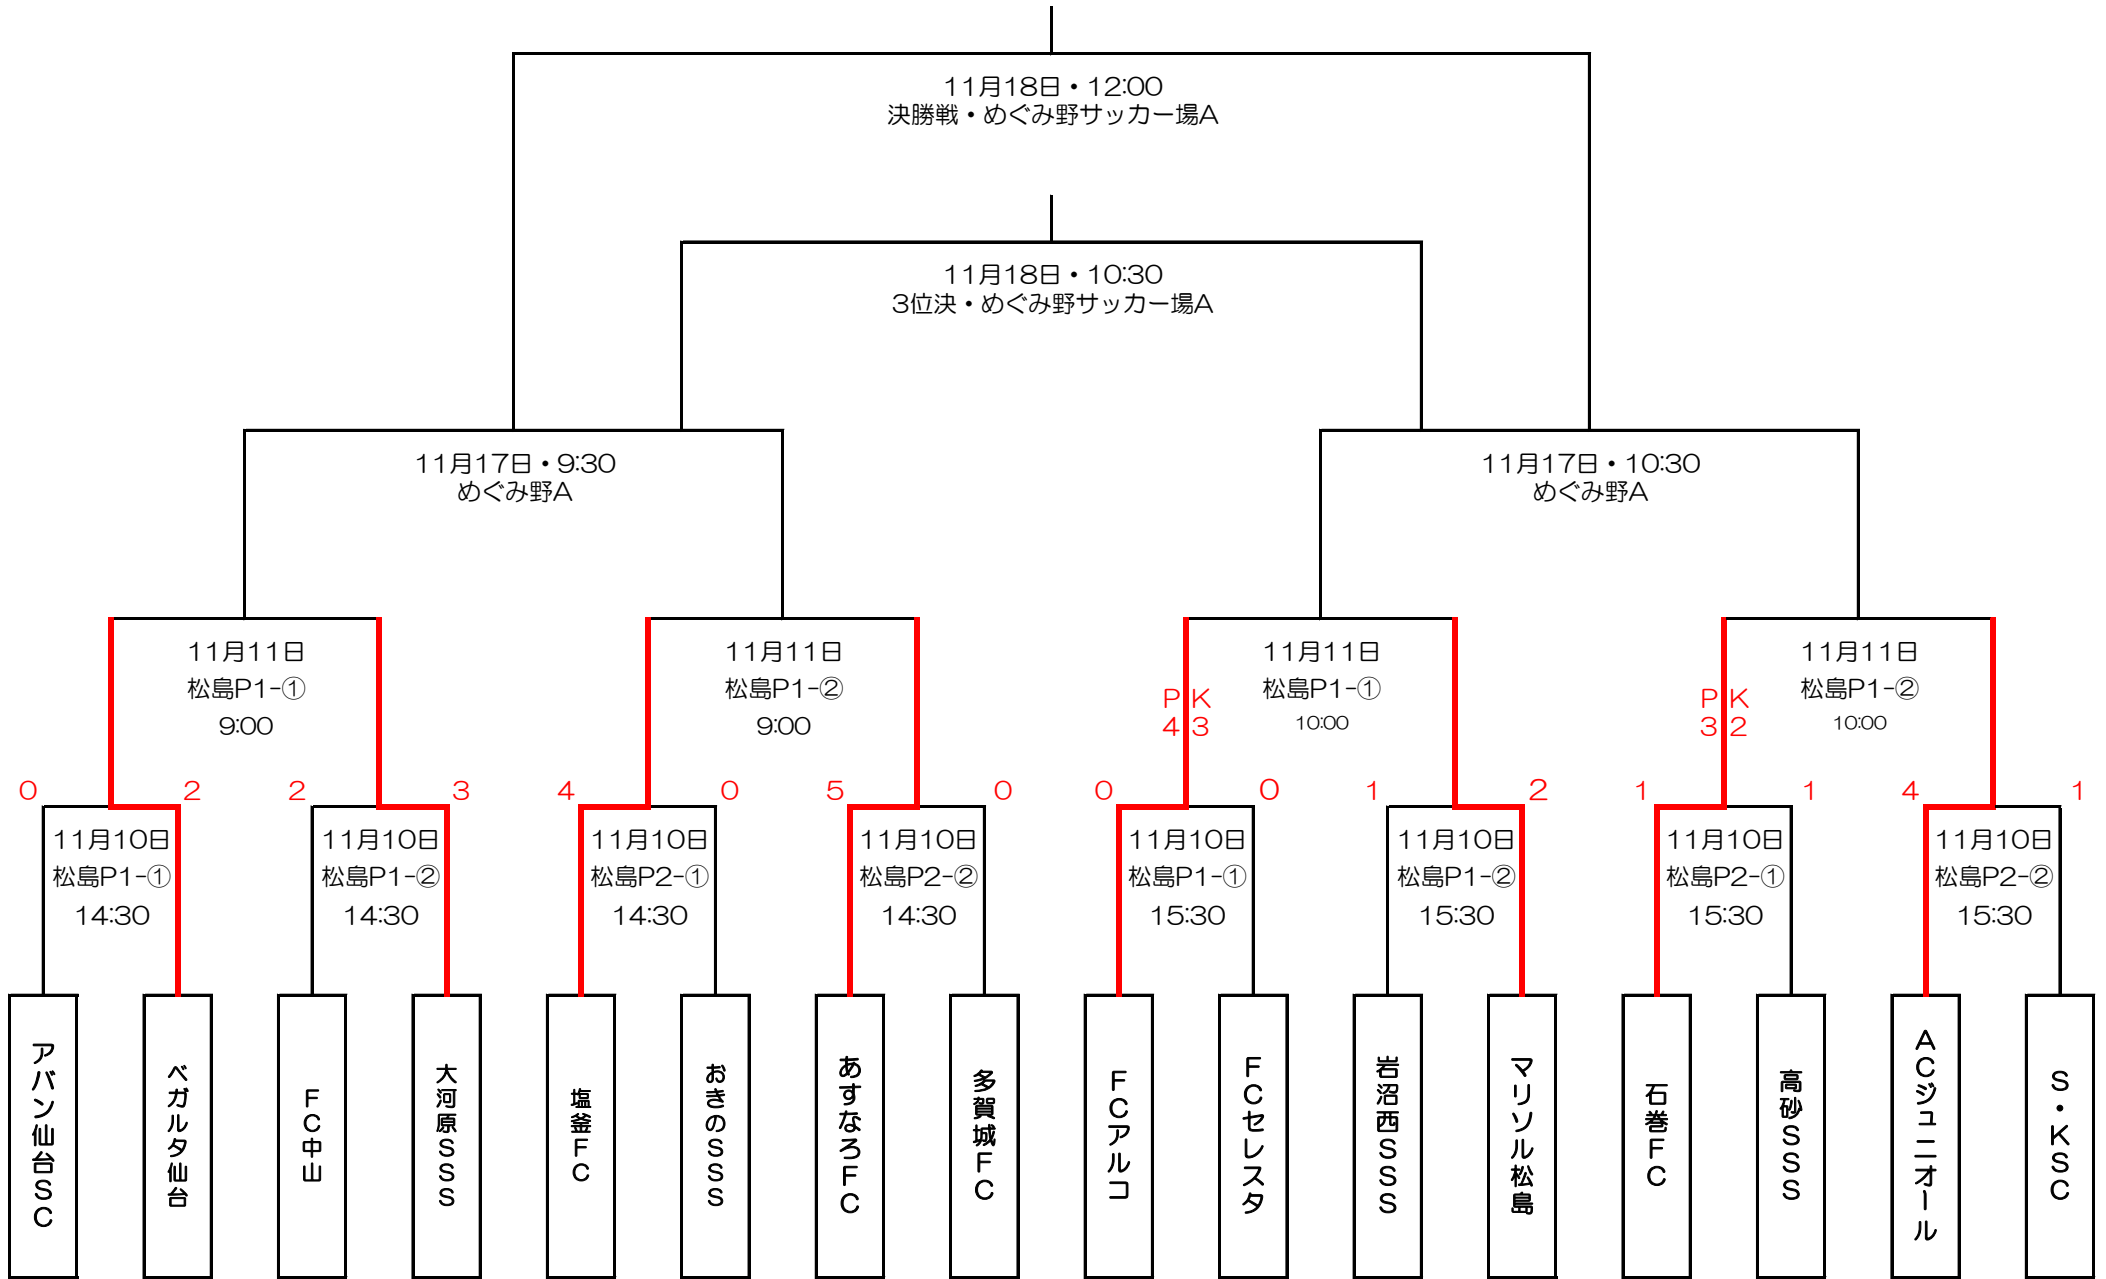 11月18日・12:00
決勝戦・めぐみ野サッカー場A
11月18日・10:30
3位決・めぐみ野サッカー場A
11月17日・9:30
めぐみ野A
11月17日・10:30
めぐみ野A
11月11日
松島P1-①
9:00
11月11日
松島P1-②
9:00
11月11日
松島P1-①
10:00
PK
4 3
11月11日
松島P1-②
10:00
PK
3 2
0 2 2 3 4 0 5 0 0 0 1 2 1 1 4 1
11月10日
松島P1-①
14:30
11月10日
松島P1-②
14:30
11月10日
松島P2-①
14:30
11月10日
松島P2-②
14:30
11月10日
松島P1-①
15:30
11月10日
松島P1-②
15:30
11月10日
松島P2-①
15:30
11月10日
松島P2-②
15:30
アバン仙台SC
ベガルタ仙台
FC中山
大河原SSS
塩釜FC
おきのSSS
あすなろFC
多賀城FC
FCアルコ
FCセレスタ
岩沼西SSS
マリソル松島
石巻FC
高砂SSS
ACジュニオール
S・KSC